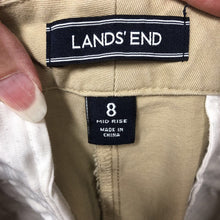 LANDS' END
8
MID RISE
MADE IN
CHINA